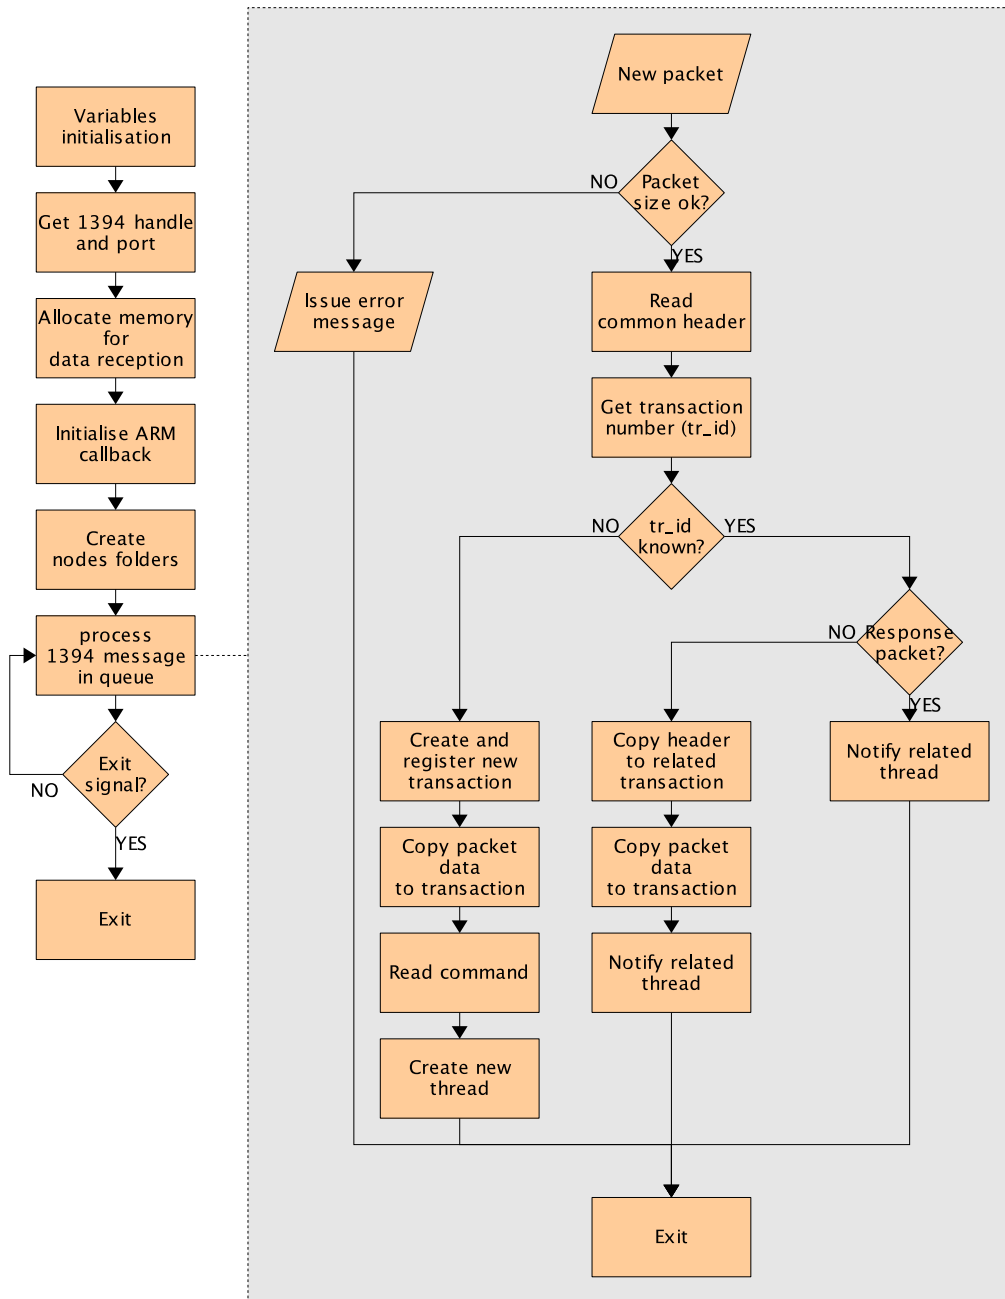 Variables
initialisation
Get 1394 handle
and port
Allocate memory
for
data reception
Initialise ARM
callback
Create
nodes folders
process
1394 message
in queue
Exit
signal?
NO
YES
Exit
New packet
Packet
size ok?
NO
YES
Issue error
message
Read
common header
Get transaction
number (tr_id)
tr_id
known?
NO
YES
Response
packet?
NO
YES
Create and
register new
transaction
Copy packet
data
to transaction
Read command
Create new
thread
Copy header
to related
transaction
Copy packet
data
to transaction
Notify related
thread
Notify related
thread
Exit